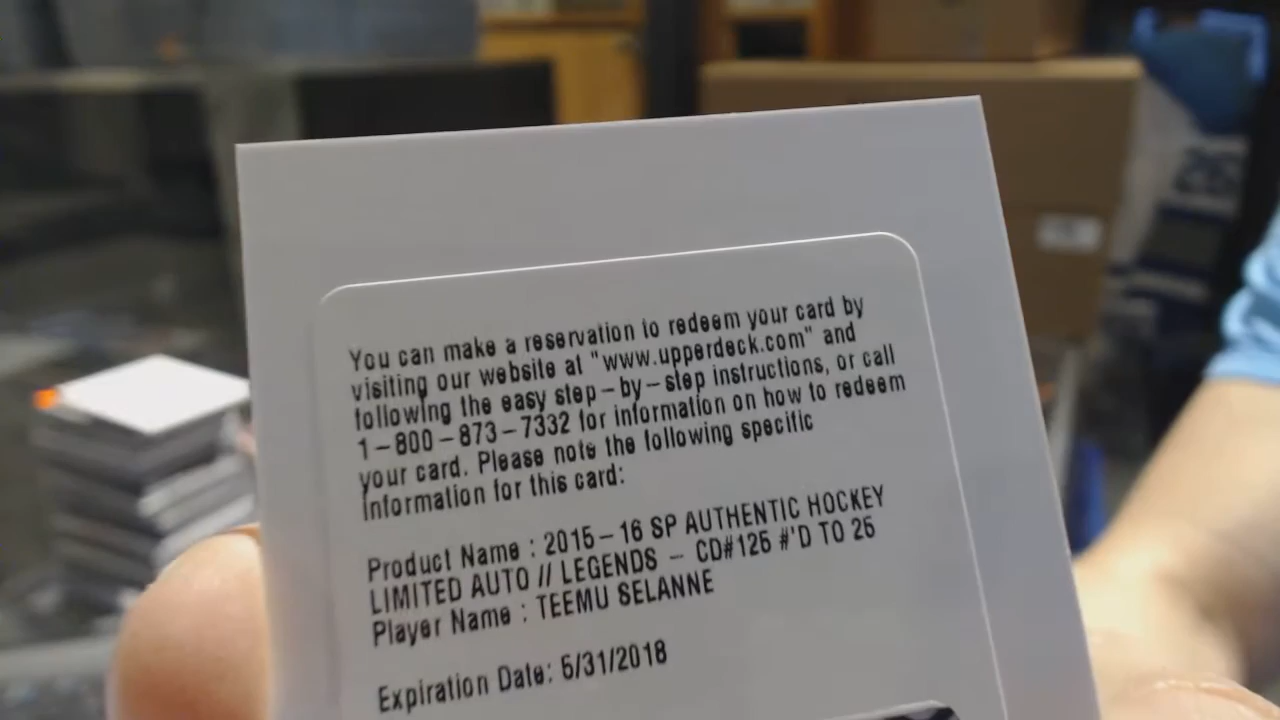 You can make a reservation to redeem your card by
visiting our website at "www.upperdeck.com" and
following the easy step-by-step instructions, or call
1-800-873-7332 for information on how to redeem
your card. Please note the following specific
information for this card:
Product Name : 2015-16 SP AUTHENTIC HOCKEY
LIMITED AUTO // LEGENDS - CD#125 #'D TO 25
Player Name : TEEMU SELANNE
Expiration Date: 5/31/2018